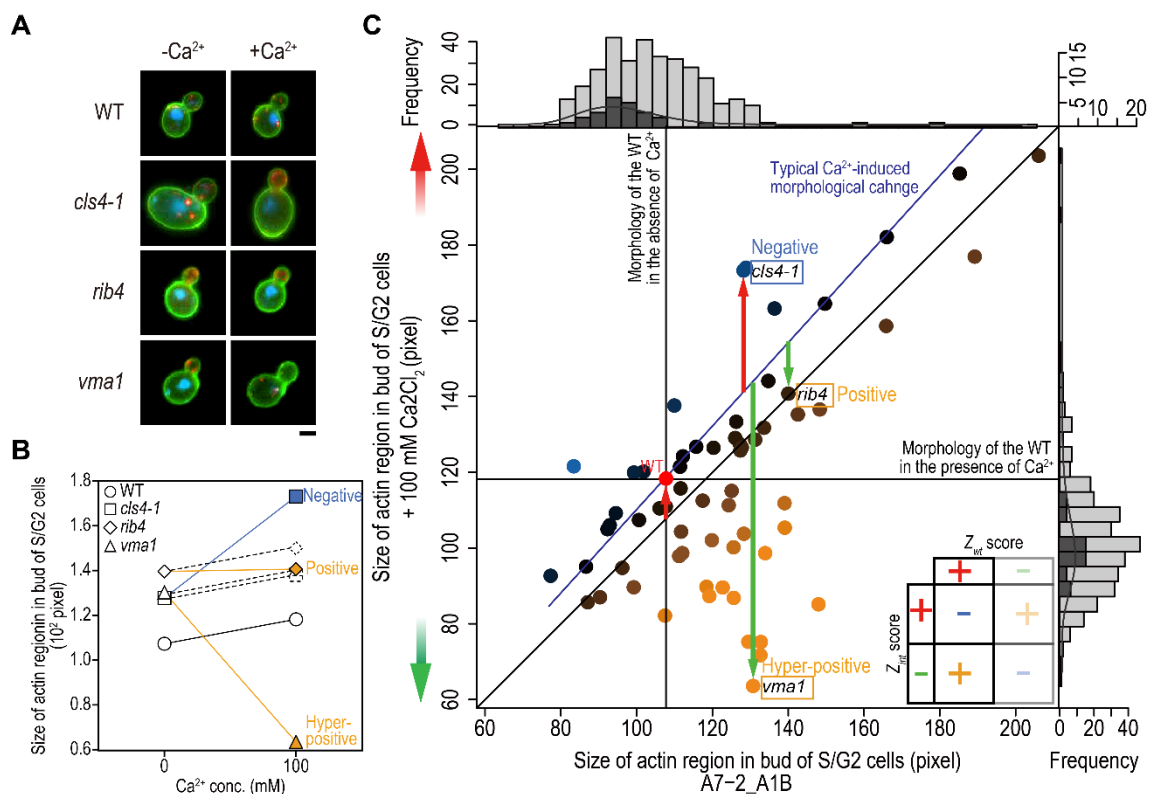 A
-Ca²⁺ +Ca²⁺
WT
cls4-1
rib4
vma1
B
Size of actin regionin bud of S/G2 cells
(10² pixel)
1.8
1.6
1.4
1.2
1.0
0.8
0.6
WT
cls4-1
rib4
vma1
Negative
Positive
Hyper-
positive
0 100
Ca²⁺ conc. (mM)
C
Frequency
40
20
0
15
10
5
10 20
Size of actin region in bud of S/G2 cells
+ 100 mM Ca2Cl₂ (pixel)
200
180
160
140
120
100
80
60
Morphology of the WT
in the absence of Ca²⁺
Typical Ca²⁺-induced
morphological cahnge
Negative
cls4-1
rib4 Positive
WT
Morphology of the WT
in the presence of Ca²⁺
Hyper-positive
vma1
Zwt score
+ −
Zint score
+ − +
− + −
60 80 100 120 140 160 180 200
Size of actin region in bud of S/G2 cells (pixel)
A7−2_A1B
0 10 20 30 40
Frequency